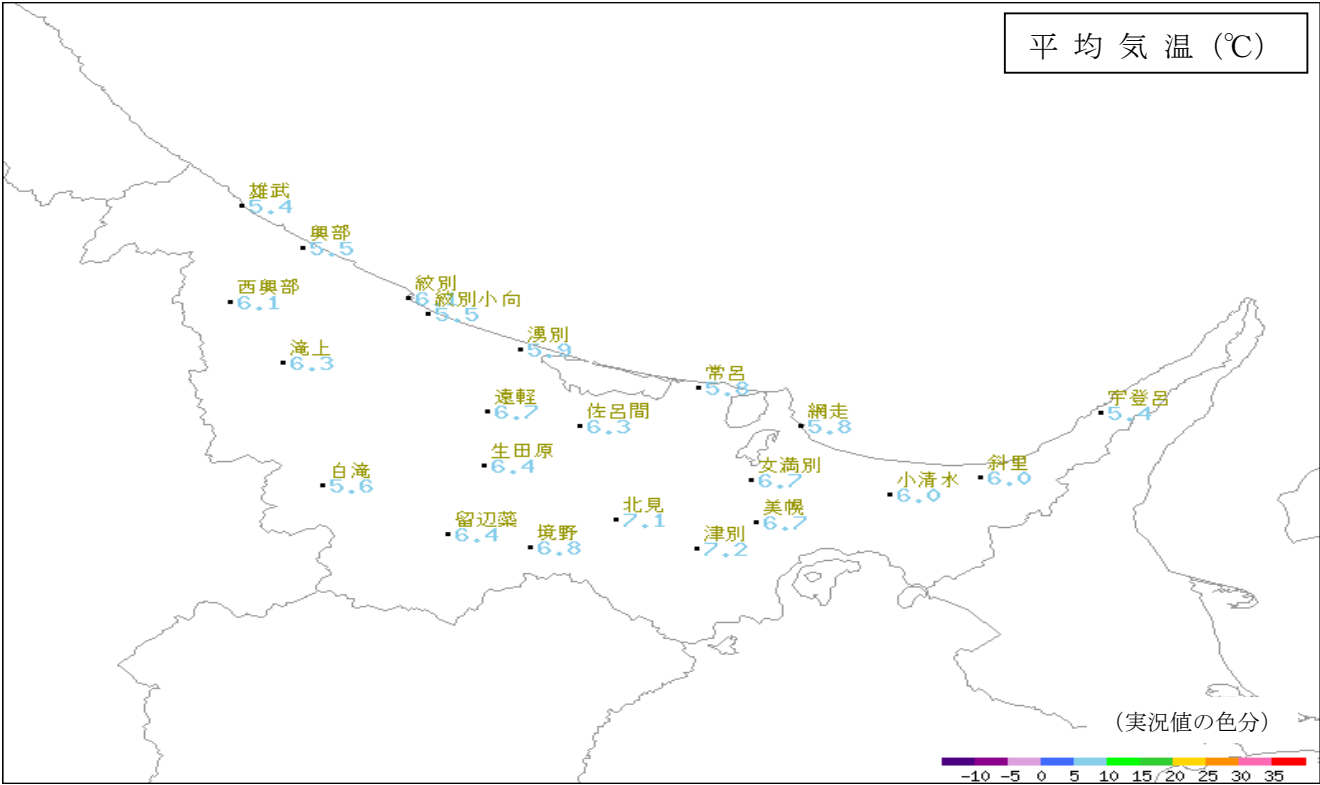 平均気温(℃)
雄武
5.4
興部
5.5
西興部
6.1
紋別
紋別小向
5.5
滝上
6.3
湧別
5.9
常呂
5.8
遠軽
6.7
佐呂間
6.3
網走
5.8
宇登呂
5.4
生田原
6.4
白滝
5.6
女満別
6.7
小清水
6.0
斜里
6.0
留辺蘂
6.4
境野
6.8
北見
7.1
美幌
6.7
津別
7.2
(実況値の色分)
-10 -5 0 5 10 15 20 25 30 35